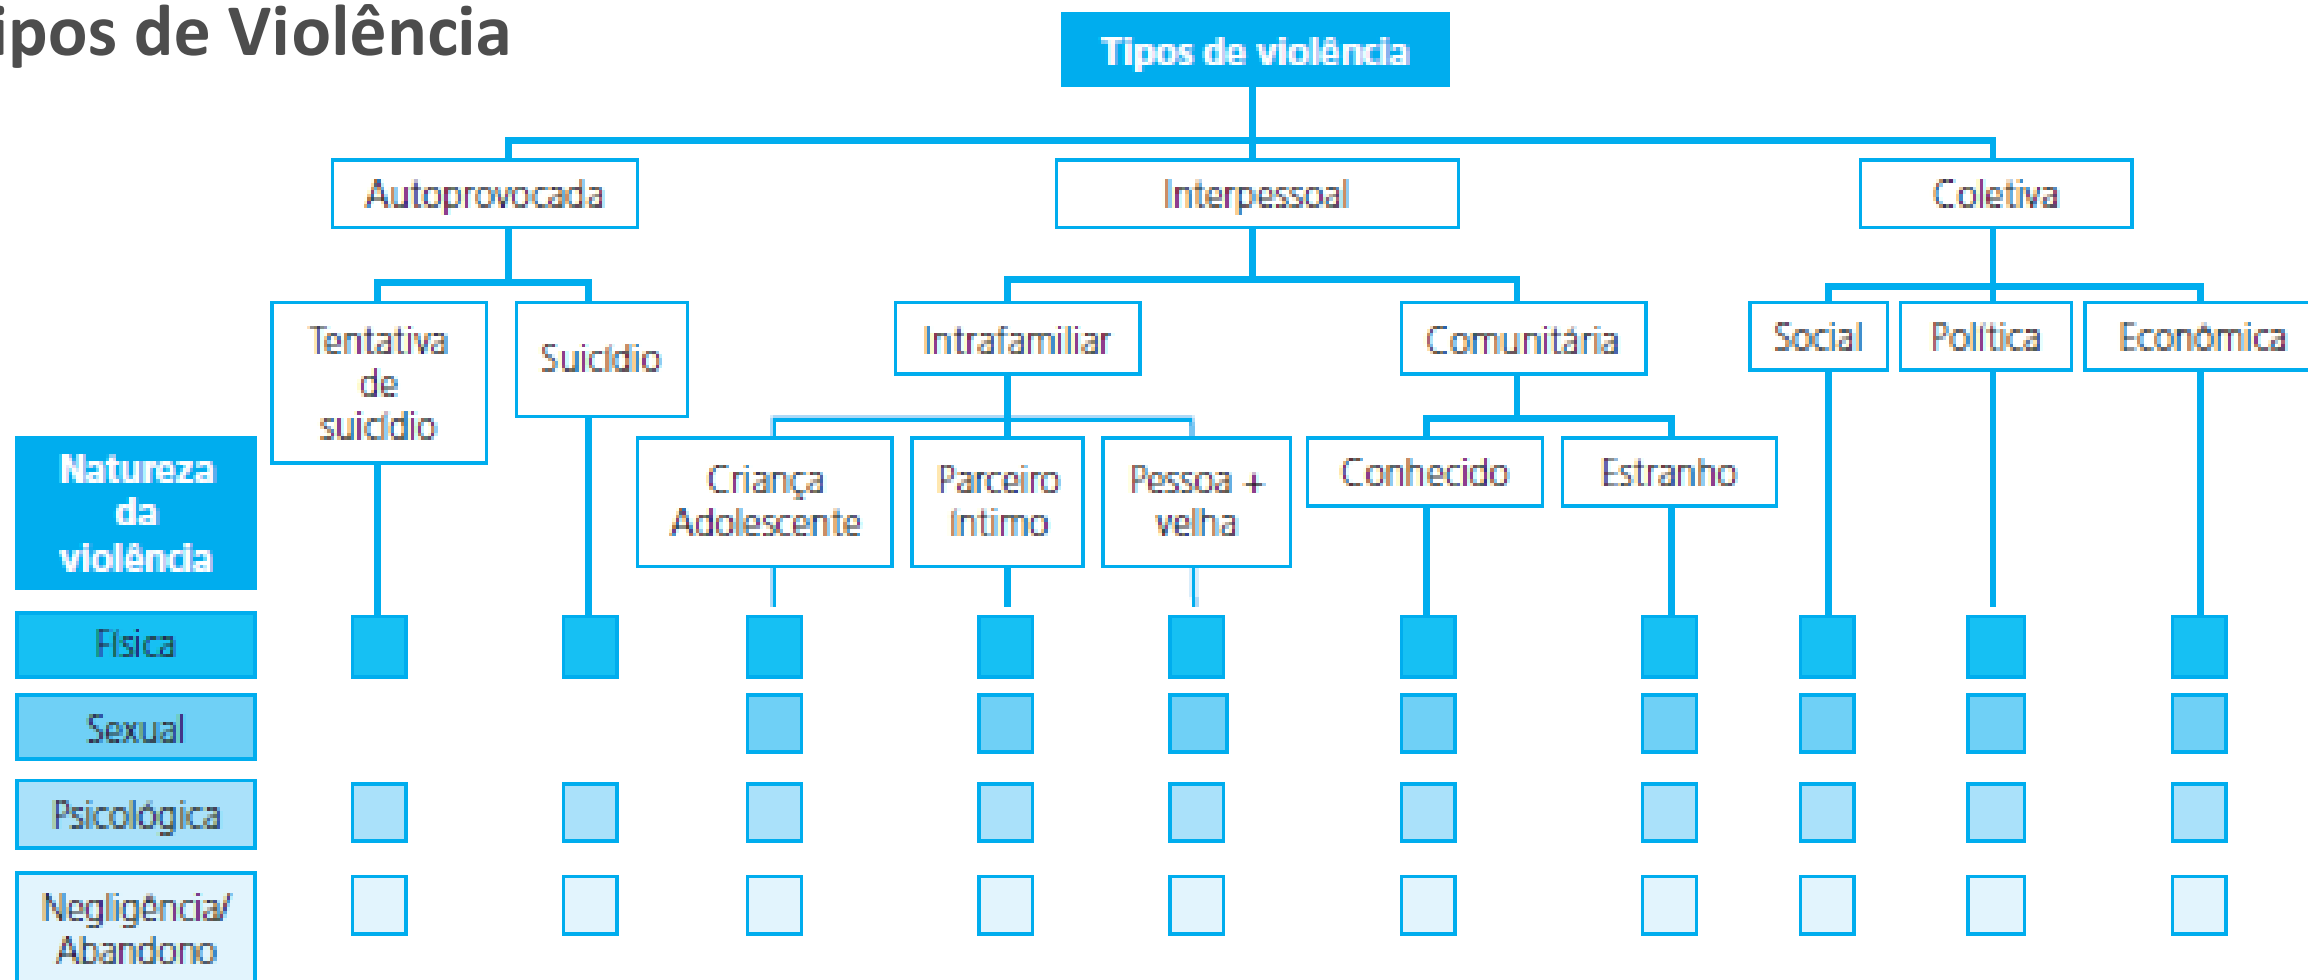 ipos de Violência
Tipos de violência
Autoprovocada
Interpessoal
Coletiva
Tentativa
de
suicídio
Suicídio
Intrafamiliar
Comunitária
Social
Política
Econômica
Criança
Adolescente
Parceiro
íntimo
Pessoa +
velha
Conhecido
Estranho
Natureza
da
violência
Física
Sexual
Psicológica
Negligência/
Abandono